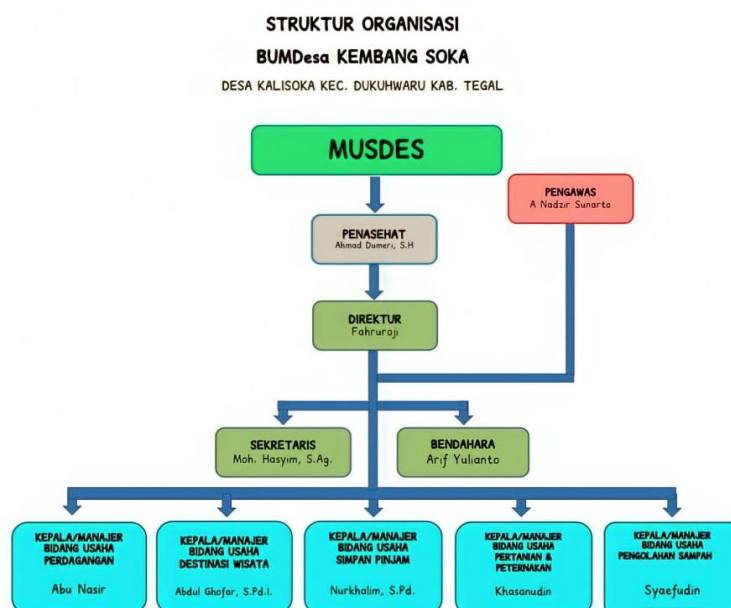 STRUKTUR ORGANISASI
BUMDesa KEMBANG SOKA
DESA KALISOKA KEC. DUKUHWARU KAB. TEGAL
MUSDES
PENGAWAS
A Nadzir Sunarto
PENASEHAT
Ahmad Dumeri, S.H
DIREKTUR
Fahruroji
SEKRETARIS
Moh. Hasyim, S.Ag.
BENDAHARA
Arif Yulianto
KEPALA/MANAJER
BIDANG USAHA
PERDAGANGAN
Abu Nasir
KEPALA/MANAJER
BIDANG USAHA
DESTINASI WISATA
Abdul Ghofar, S.Pd.I.
KEPALA/MANAJER
BIDANG USAHA
SIMPAN PINJAM
Nurkhalim, S.Pd.
KEPALA/MANAJER
BIDANG USAHA
PERTANIAN &
PETERNAKAN
Khasanudin
KEPALA/MANAJER
BIDANG USAHA
PENGOLAHAN SAMPAH
Syaefudin